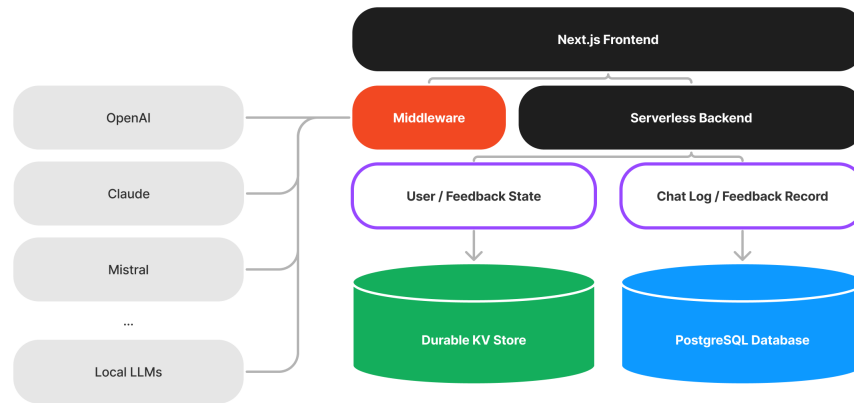 Next.js Frontend
OpenAI
Middleware
Serverless Backend
Claude
User / Feedback State
Chat Log / Feedback Record
Mistral
...
Durable KV Store
PostgreSQL Database
Local LLMs